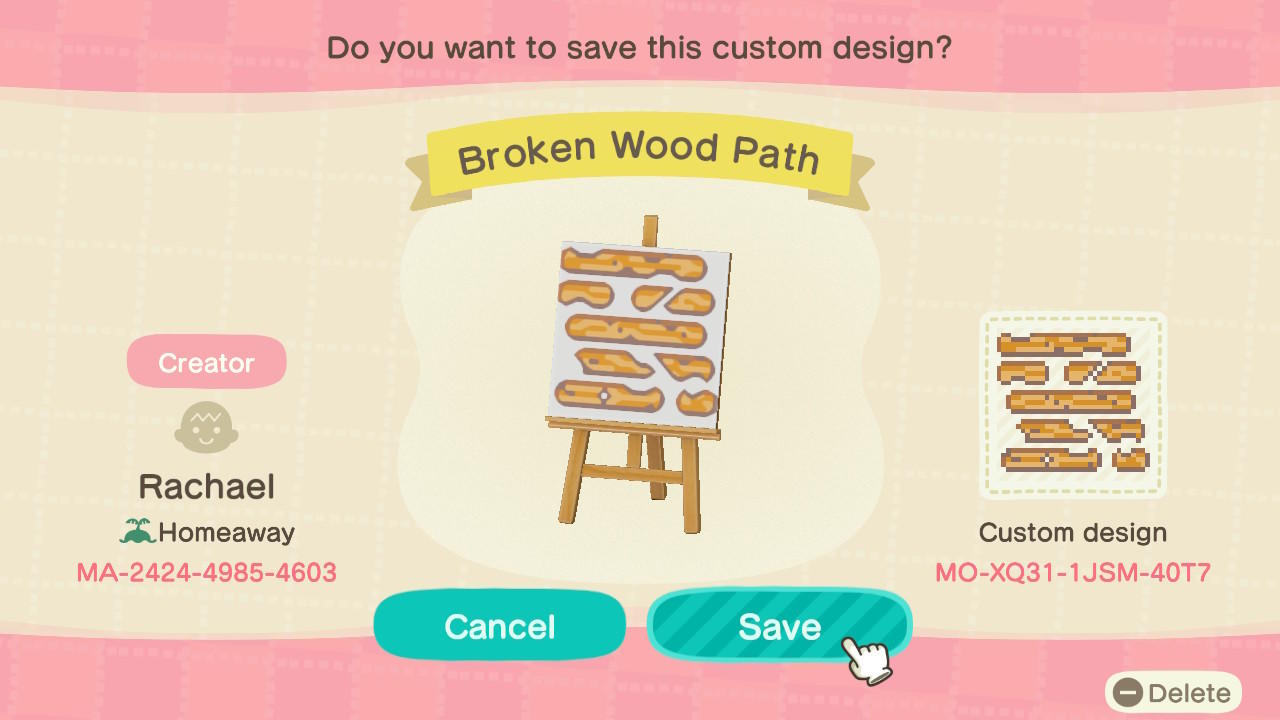 Do you want to save this custom design?
Broken Wood Path
Creator
Rachael
Homeaway
MA-2424-4985-4603
Custom design
MO-XQ31-1JSM-40T7
Cancel
Save
Delete